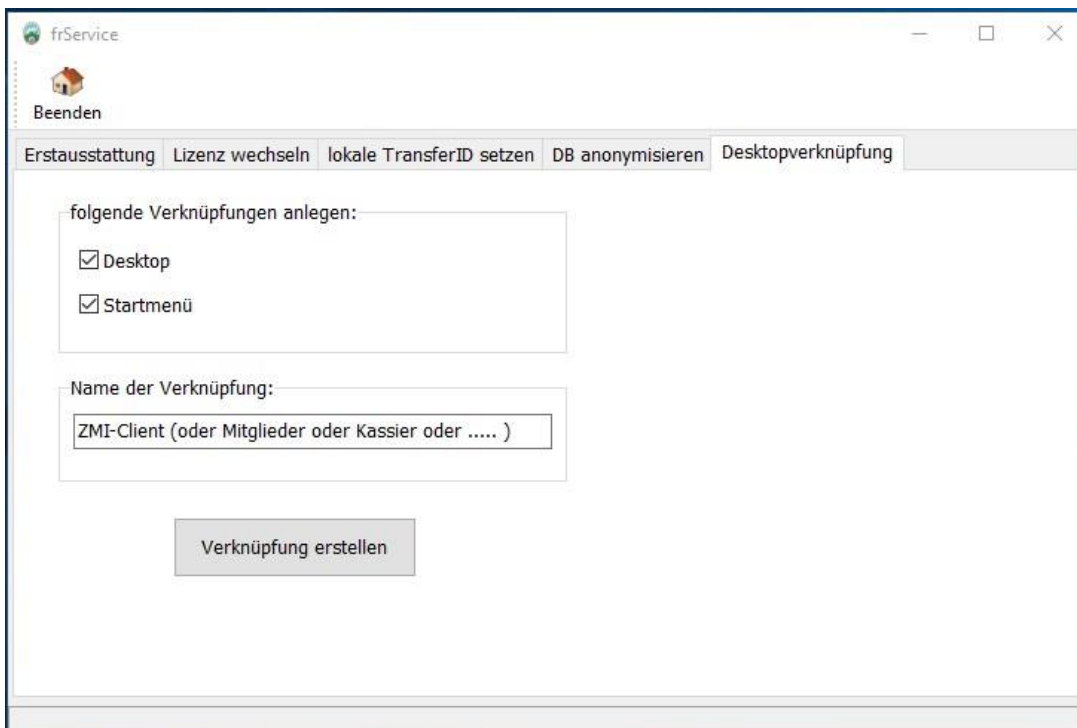 frService
Beenden
Erstausstattung Lizenz wechseln lokale TransferID setzen DB anonymisieren Desktopverknüpfung
folgende Verknüpfungen anlegen:
Desktop
Startmenü
Name der Verknüpfung:
ZMI-Client (oder Mitglieder oder Kassier oder ..... )
Verknüpfung erstellen